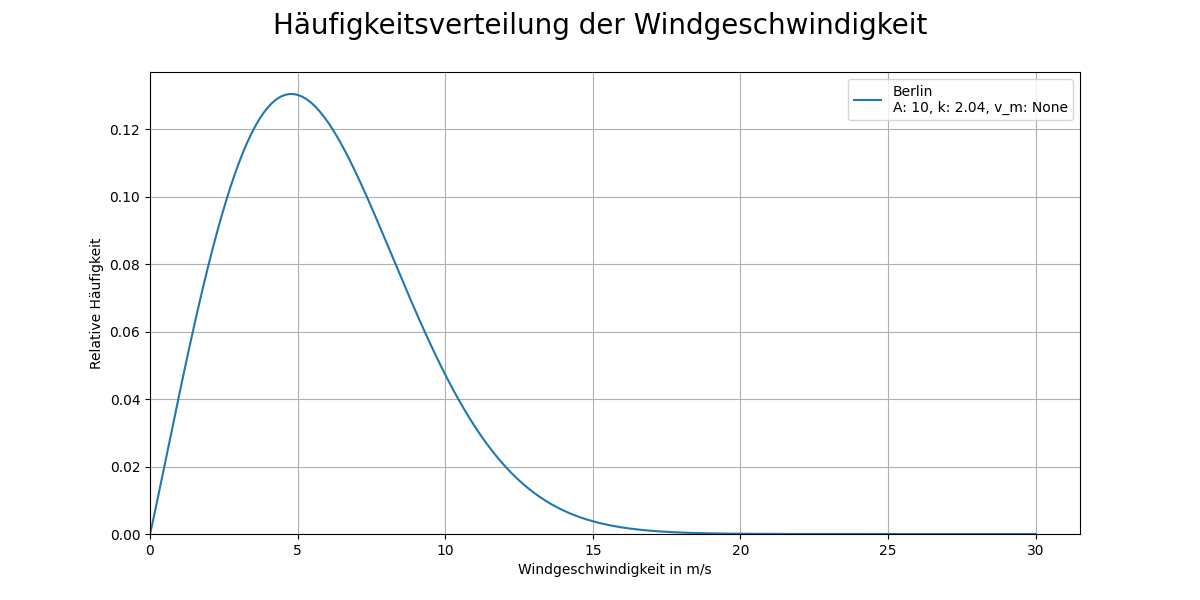 Häufigkeitsverteilung der Windgeschwindigkeit
Berlin
A: 10, k: 2.04, v_m: None
0.12
0.10
0.08
0.06
0.04
0.02
0.00
Relative Häufigkeit
0 5 10 15 20 25 30
Windgeschwindigkeit in m/s